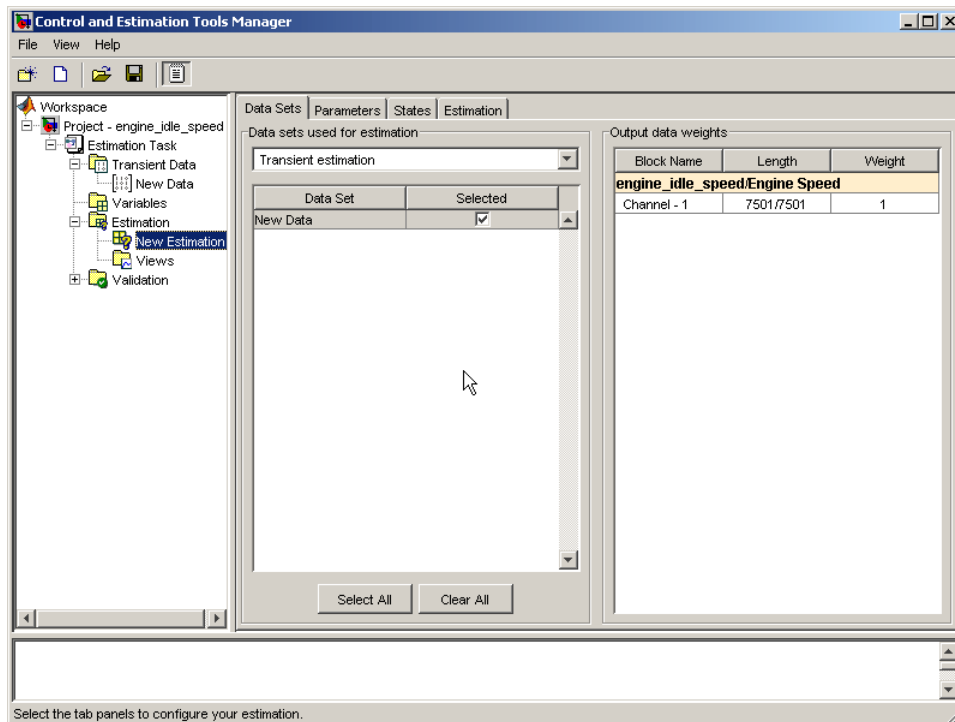 Control and Estimation Tools Manager
File View Help
Workspace
Project - engine_idle_speed
Estimation Task
Transient Data
New Data
Variables
Estimation
New Estimation
Views
Validation
Data Sets Parameters States Estimation
Data sets used for estimation
Transient estimation
Data Set Selected
New Data
Select All Clear All
Output data weights
Block Name Length Weight
engine_idle_speed/Engine Speed
Channel - 1 7501/7501 1
Select the tab panels to configure your estimation.